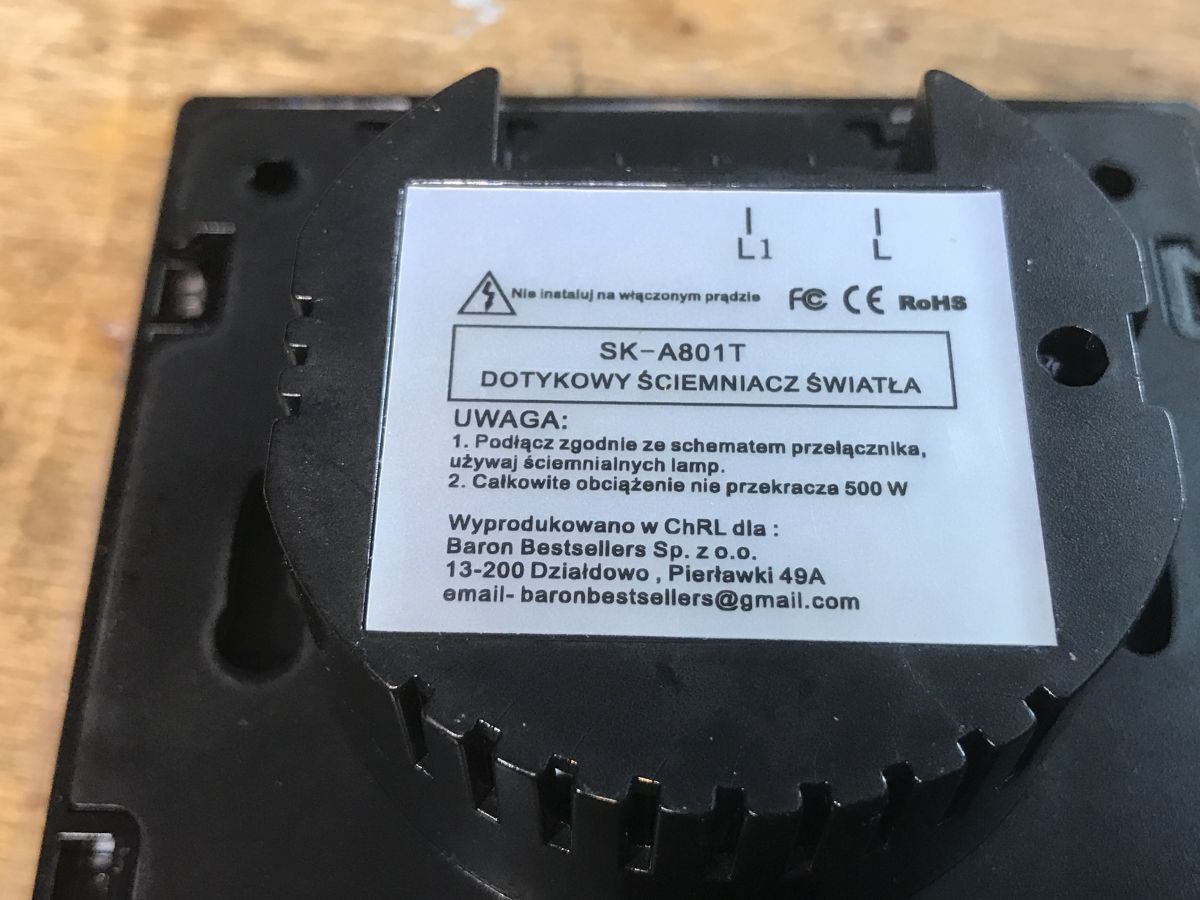 L1 L
Nie instaluj na włączonym prądzie FC CE RoHS
SK-A801T
DOTYKOWY ŚCIEMNIACZ ŚWIATŁA
UWAGA:
1. Podłącz zgodnie ze schematem przełącznika,
używaj ściemnialnych lamp.
2. Całkowite obciążenie nie przekracza 500 W
Wyprodukowano w ChRL dla :
Baron Bestsellers Sp. z o.o.
13-200 Działdowo , Pierławki 49A
email- baronbestsellers@gmail.com